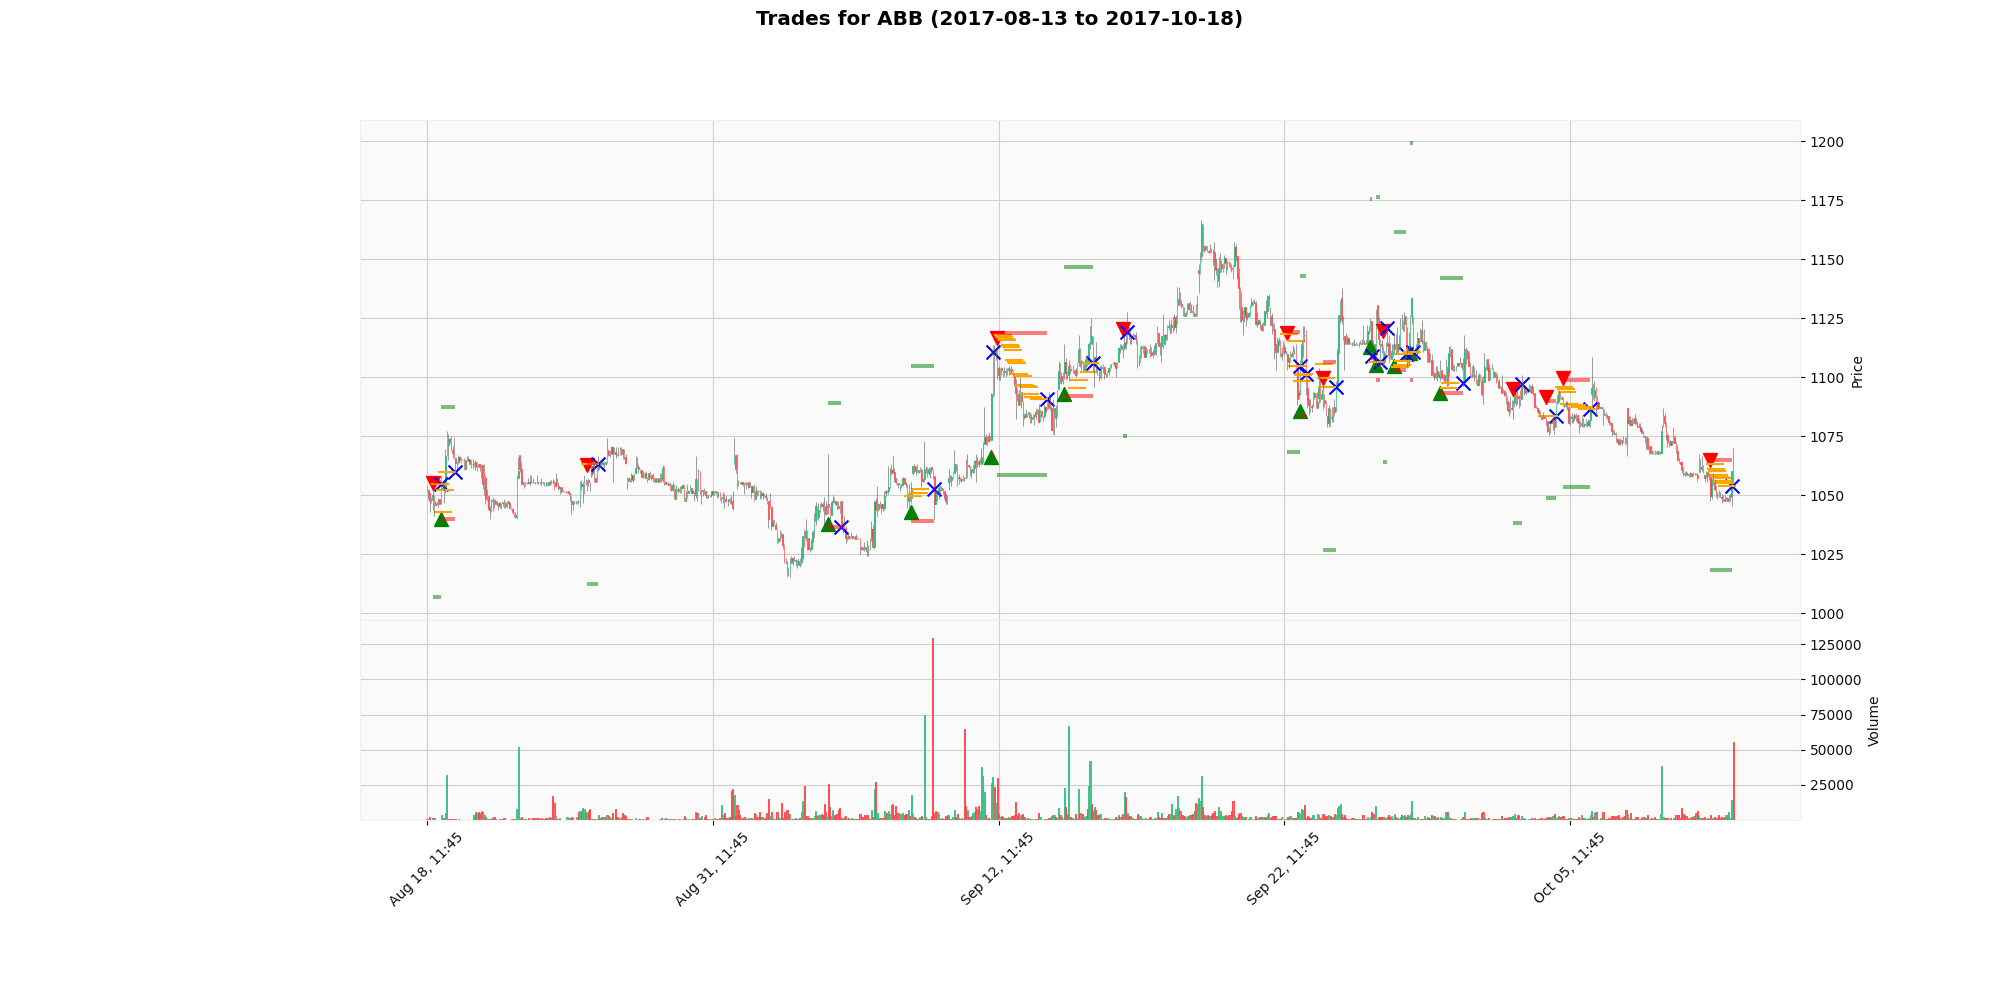 Trades for ABB (2017-08-13 to 2017-10-18)
1200
1175
1150
1125
1100
1075
1050
1025
1000
Price
125000
100000
75000
50000
25000
Volume
Aug 18, 11:45
Aug 31, 11:45
Sep 12, 11:45
Sep 22, 11:45
Oct 05, 11:45